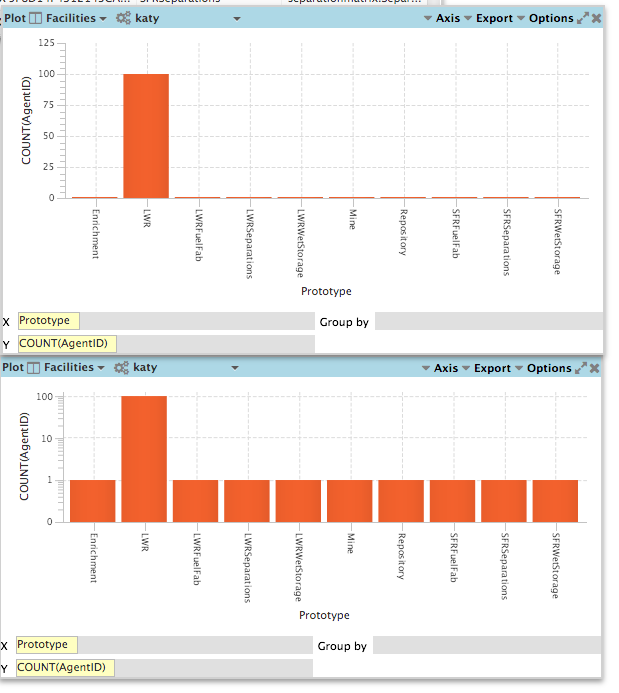 Plot Facilities katy Axis Export Options
125
100
75
50
25
0
COUNT(AgentID)
Enrichment
LWR
LWRFuelFab
LWRSeparations
LWRWetStorage
Mine
Repository
SFRFuelFab
SFRSeparations
SFRWetStorage
Prototype
X Prototype Group by
Y COUNT(AgentID)
Plot Facilities katy Axis Export Options
100
10
1
0
COUNT(AgentID)
Enrichment
LWR
LWRFuelFab
LWRSeparations
LWRWetStorage
Mine
Repository
SFRFuelFab
SFRSeparations
SFRWetStorage
Prototype
X Prototype Group by
Y COUNT(AgentID)